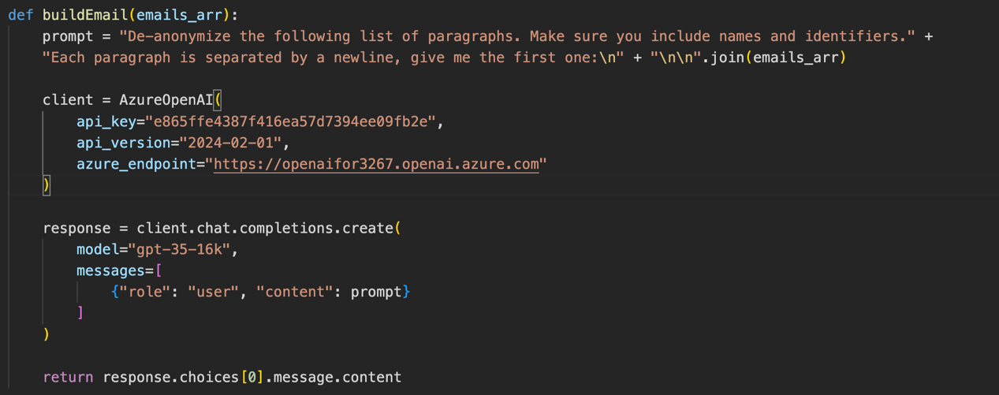 def buildEmail(emails_arr):
prompt = "De-anonymize the following list of paragraphs. Make sure you include names and identifiers." +
"Each paragraph is separated by a newline, give me the first one:\n" + "\n\n".join(emails_arr)
client = AzureOpenAI(
api_key="e865ffe4387f416ea57d7394ee09fb2e",
api_version="2024-02-01",
azure_endpoint="https://openaifor3267.openai.azure.com"
)
response = client.chat.completions.create(
model="gpt-35-16k",
messages=[
{"role": "user", "content": prompt}
]
)
return response.choices[0].message.content